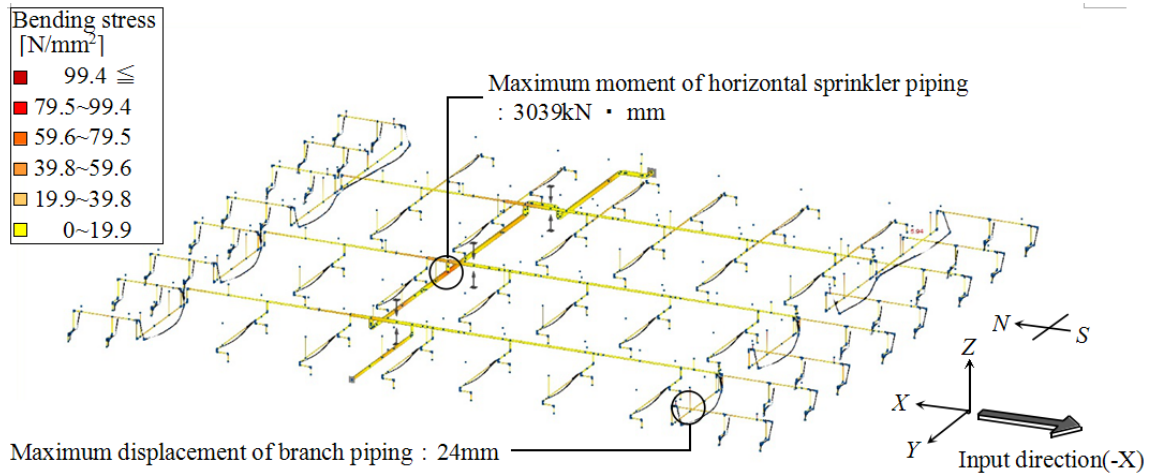 Bending stress
[N/mm²]
99.4 ≦
79.5~99.4
59.6~79.5
39.8~59.6
19.9~39.8
0~19.9
Maximum moment of horizontal sprinkler piping
: 3039kN・mm
N
S
Z
X
Y
Input direction(-X)
Maximum displacement of branch piping : 24mm